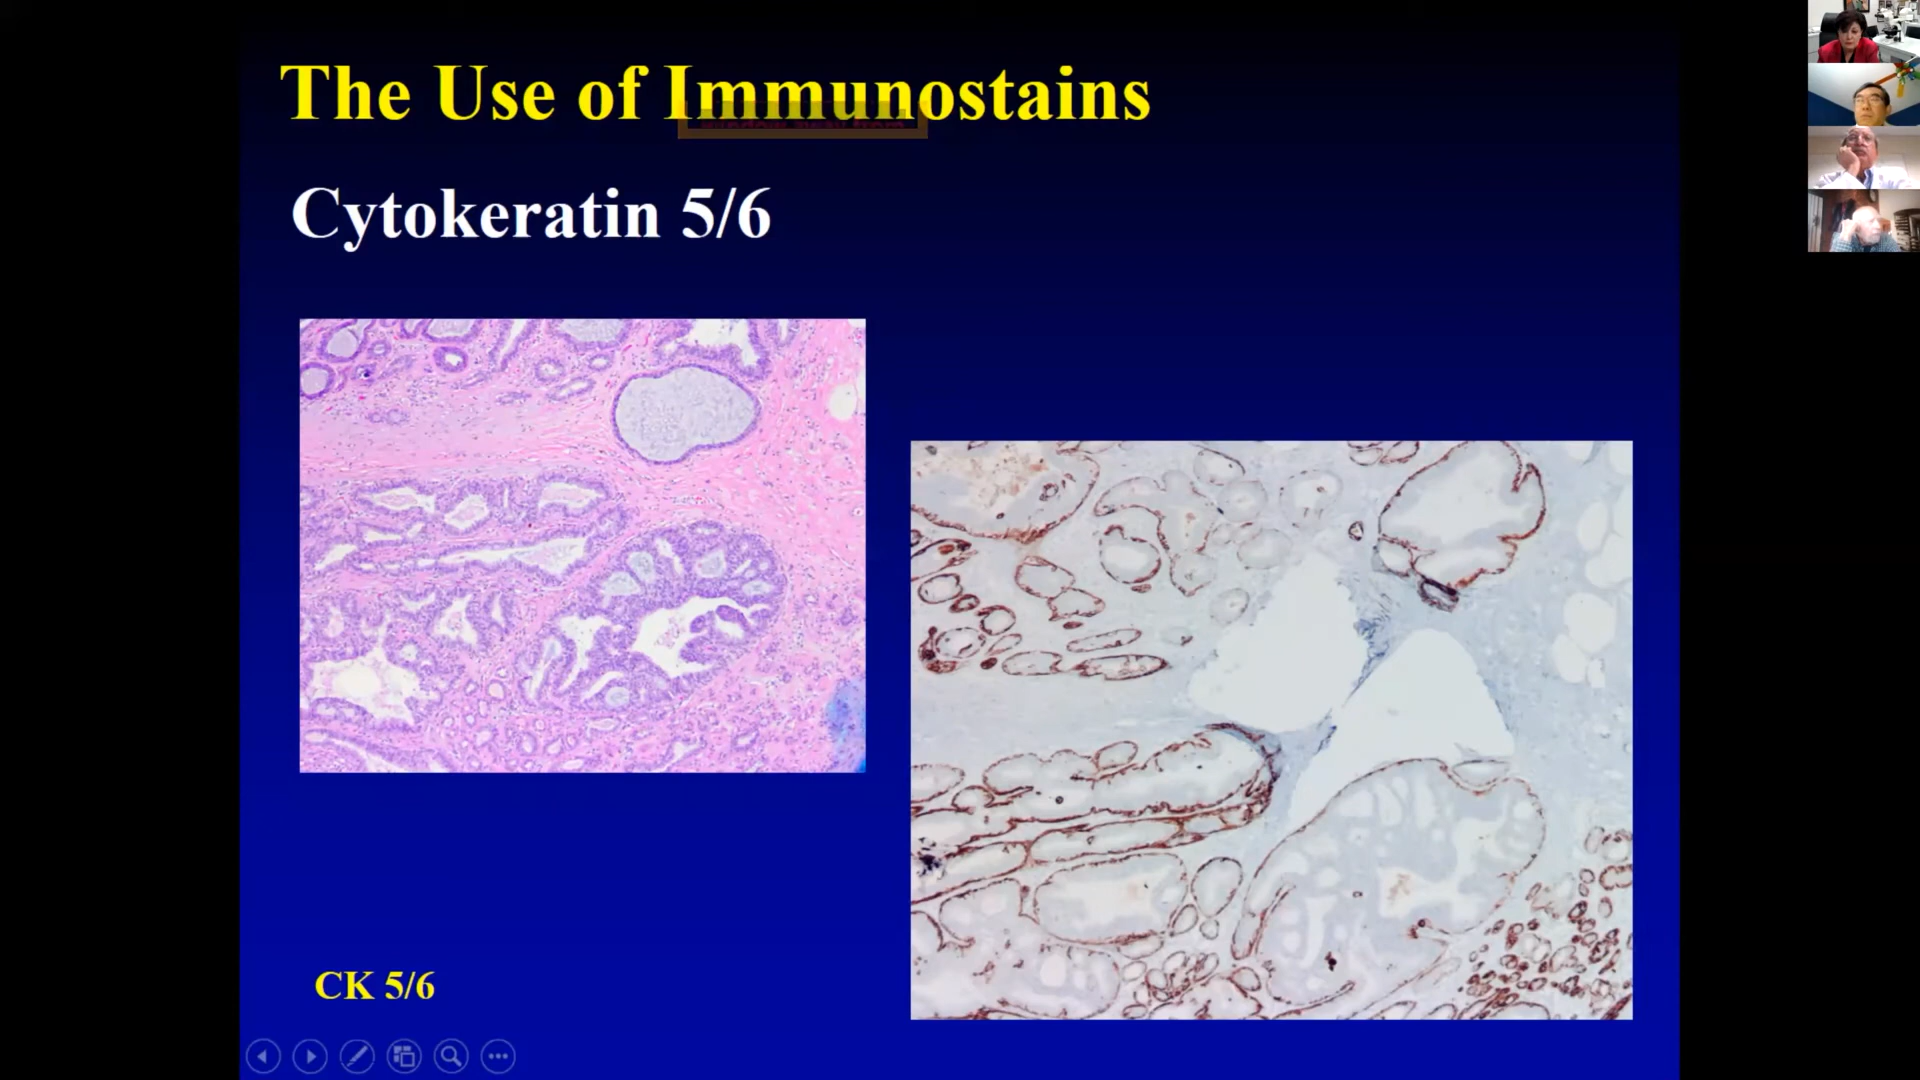 The Use of Immunostains
Cytokeratin 5/6
CK 5/6